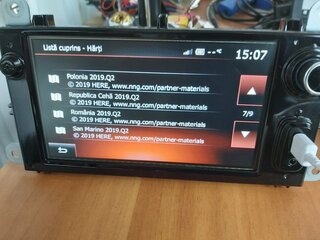 Listă cuprins - Hărți
15:07
Polonia 2019.Q2
© 2019 HERE, www.nng.com/partner-materials
Republica Cehă 2019.Q2
© 2019 HERE, www.nng.com/partner-materials
România 2019.Q2
© 2019 HERE, www.nng.com/partner-materials
San Marino 2019.Q2
© 2019 HERE, www.nng.com/partner-materials
7/9